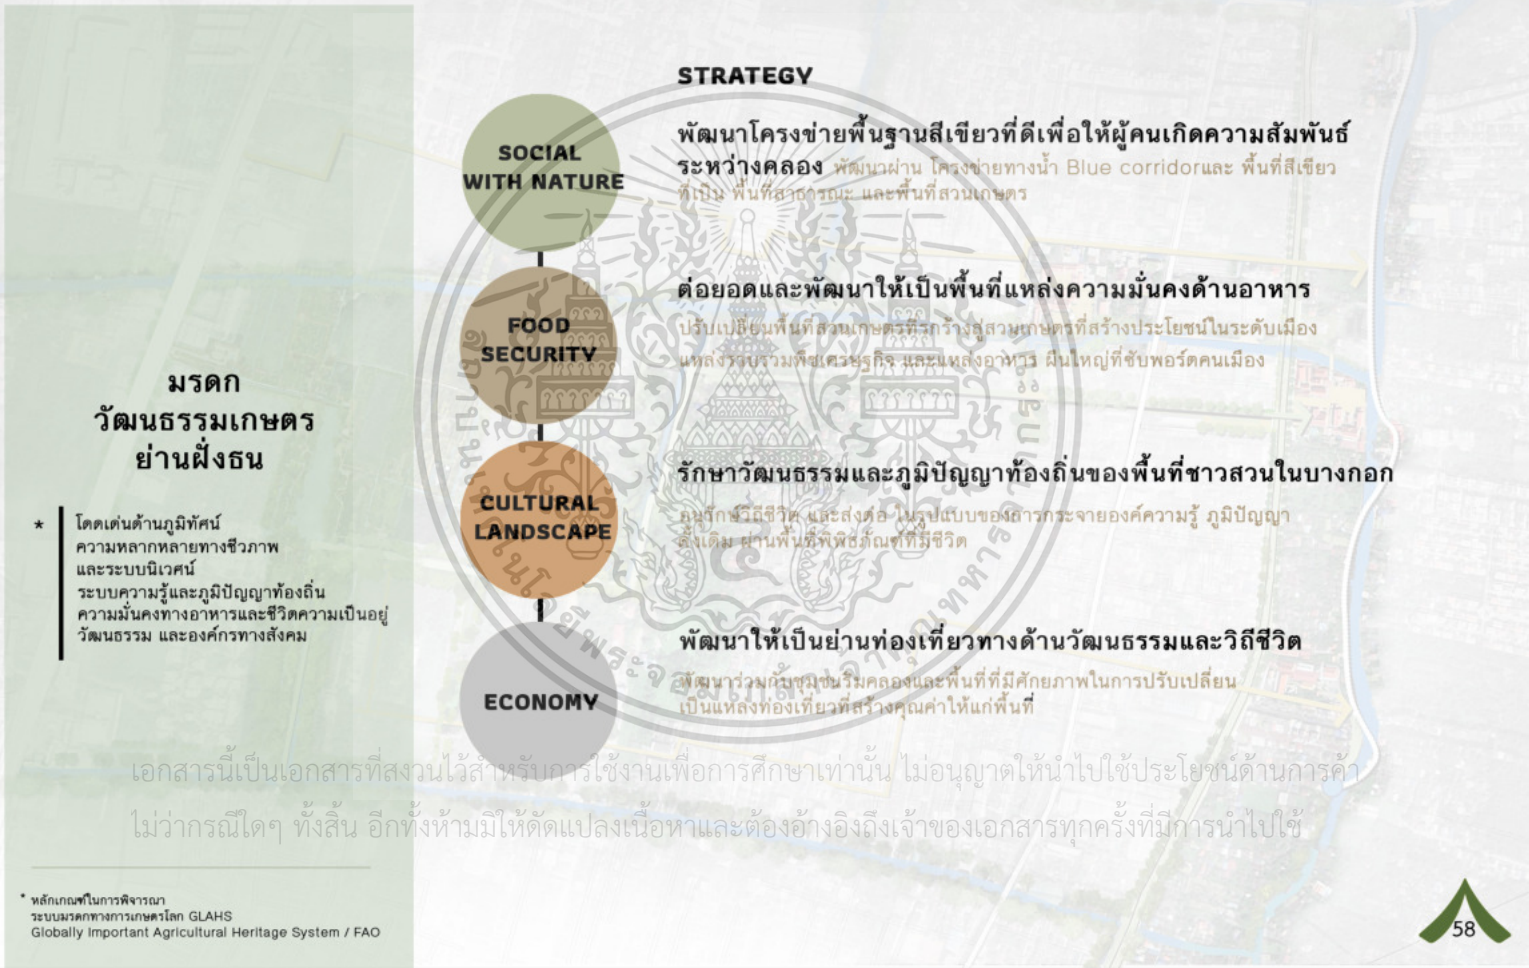 มรดก
วัฒนธรรมเกษตร
ย่านฝั่งธน
* โดดเด่นด้านภูมิทัศน์
ความหลากหลายทางชีวภาพ
และระบบนิเวศน์
ระบบความรู้และภูมิปัญญาท้องถิ่น
ความมั่นคงทางอาหารและชีวิตความเป็นอยู่
วัฒนธรรม และองค์กรทางสังคม
* หลักเกณฑ์ในการพิจารณา
ระบบมรดกทางการเกษตรโลก GLAHS
Globally Important Agricultural Heritage System / FAO
STRATEGY
SOCIAL
WITH NATURE
พัฒนาโครงข่ายพื้นฐานสีเขียวที่ดีเพื่อให้ผู้คนเกิดความสัมพันธ์
ระหว่างคลอง พัฒนาผ่าน โครงข่ายทางน้ำ Blue corridorและ พื้นที่สีเขียว
ที่เป็น พื้นที่สาธารณะ และพื้นที่สวนเกษตร
FOOD
SECURITY
ต่อยอดและพัฒนาให้เป็นพื้นที่แหล่งความมั่นคงด้านอาหาร
ปรับเปลี่ยนพื้นที่สวนเกษตรที่รกร้างสู่สวนเกษตรที่สร้างประโยชน์ในระดับเมือง
แหล่งรวบรวมพืชเศรษฐกิจ และแหล่งอาหาร ผืนใหญ่ที่ซับพอร์ตคนเมือง
CULTURAL
LANDSCAPE
รักษาวัฒนธรรมและภูมิปัญญาท้องถิ่นของพื้นที่ชาวสวนในบางกอก
อนุรักษ์วิถีชีวิต และส่งต่อ ในรูปแบบของการกระจายองค์ความรู้ ภูมิปัญญา
ดั้งเดิม ผ่านพื้นที่พิพิธภัณฑ์ที่มีชีวิต
ECONOMY
พัฒนาให้เป็นย่านท่องเที่ยวทางด้านวัฒนธรรมและวิถีชีวิต
พัฒนาร่วมกับชุมชนริมคลองและพื้นที่ที่มีศักยภาพในการปรับเปลี่ยน
เป็นแหล่งท่องเที่ยวที่สร้างคุณค่าให้แก่พื้นที่
สถาบันเทคโนโลยีพระจอมเกล้าเจ้าคุณทหารลาดกระบัง
เอกสารนี้เป็นเอกสารที่สงวนไว้สำหรับการใช้งานเพื่อการศึกษาเท่านั้น ไม่อนุญาตให้นำไปใช้ประโยชน์ด้านการค้า
ไม่ว่ากรณีใดๆ ทั้งสิ้น อีกทั้งห้ามมิให้ดัดแปลงเนื้อหาและต้องอ้างอิงถึงเจ้าของเอกสารทุกครั้งที่มีการนำไปใช้
58